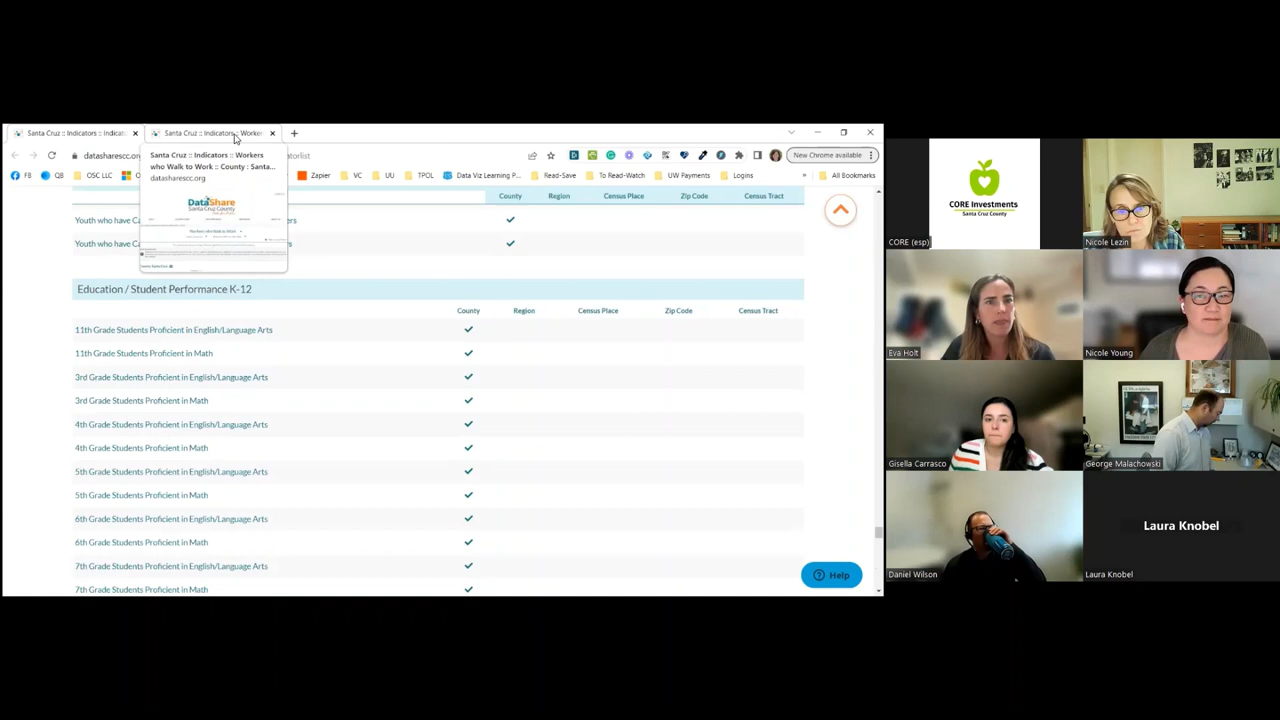 Santa Cruz :: Indicators :: Indicat
Santa Cruz :: Indicators :: Worke
datasharescc.org
torlist
New Chrome available
FB
QB
OSC LLC
Zapier
VC
UU
TPOL
Data Viz Learning P...
Read-Save
To Read-Watch
UW Payments
Logins
»
All Bookmarks
Santa Cruz :: Indicators :: Workers
who Walk to Work :: County : Santa...
datasharescc.org
DataShare
Santa Cruz County
Workers who Walk to Work
County Region Census Place Zip Code Census Tract
Youth who have Ca
Youth who have Ca
Education / Student Performance K-12
County Region Census Place Zip Code Census Tract
11th Grade Students Proficient in English/Language Arts
11th Grade Students Proficient in Math
3rd Grade Students Proficient in English/Language Arts
3rd Grade Students Proficient in Math
4th Grade Students Proficient in English/Language Arts
4th Grade Students Proficient in Math
5th Grade Students Proficient in English/Language Arts
5th Grade Students Proficient in Math
6th Grade Students Proficient in English/Language Arts
6th Grade Students Proficient in Math
7th Grade Students Proficient in English/Language Arts
7th Grade Students Proficient in Math
Help
CORE Investments
Santa Cruz County
CORE (esp)
Nicole Lezin
Eva Holt
Nicole Young
Gisella Carrasco
George Malachowski
Daniel Wilson
Laura Knobel
Laura Knobel